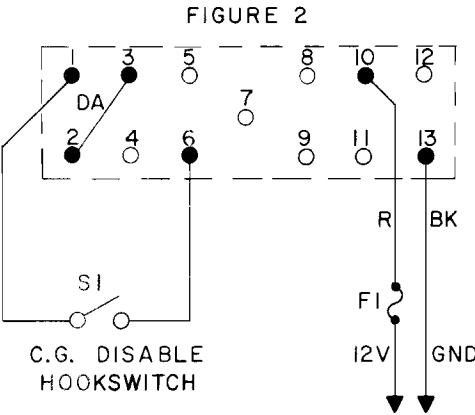 FIGURE 2
1 3 5 8 10 12
DA 7
2 4 6 9 11 13
R BK
S1
F1
C.G. DISABLE 12V GND
HOOKSWITCH